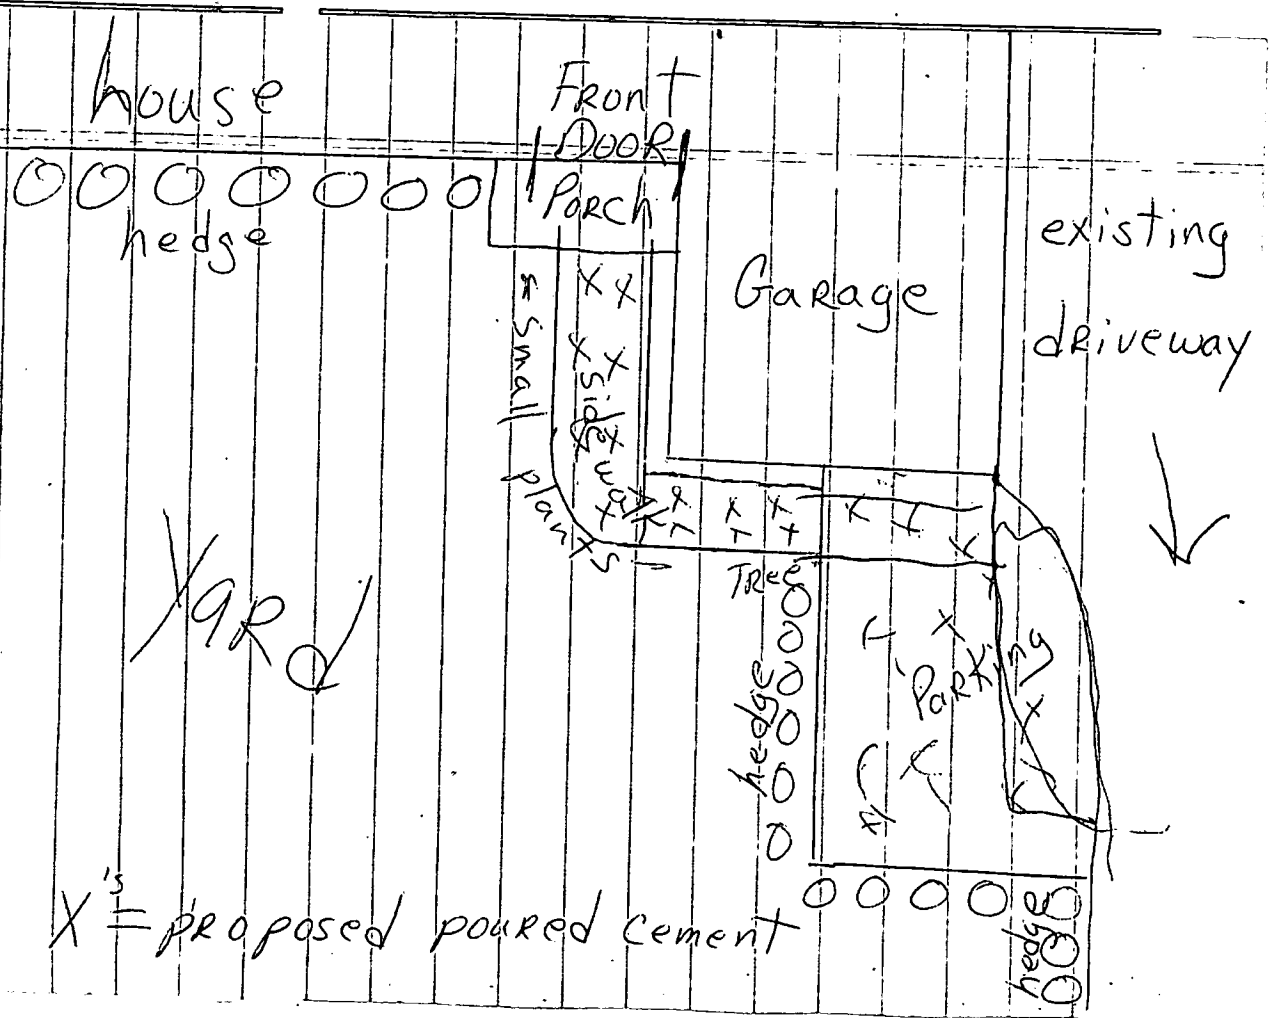 house
Front
Door
Porch
hedge
existing
driveway
Garage
= small plants
sidewalk
Yard
Tree
hedge
Parking
hedge
X's = proposed poured cement